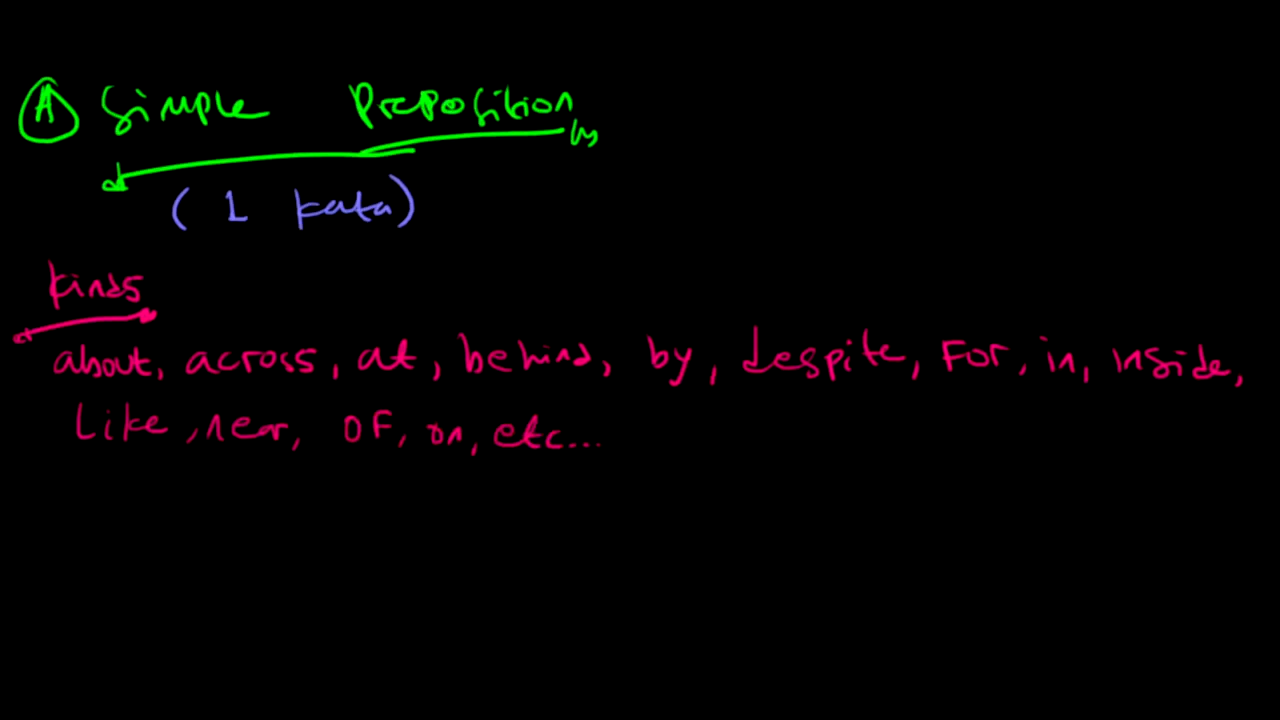 A Simple Preposition
(1 kata)
kinds
about, across, at, behind, by, despite, For, in, inside,
Like, near, OF, on, etc...